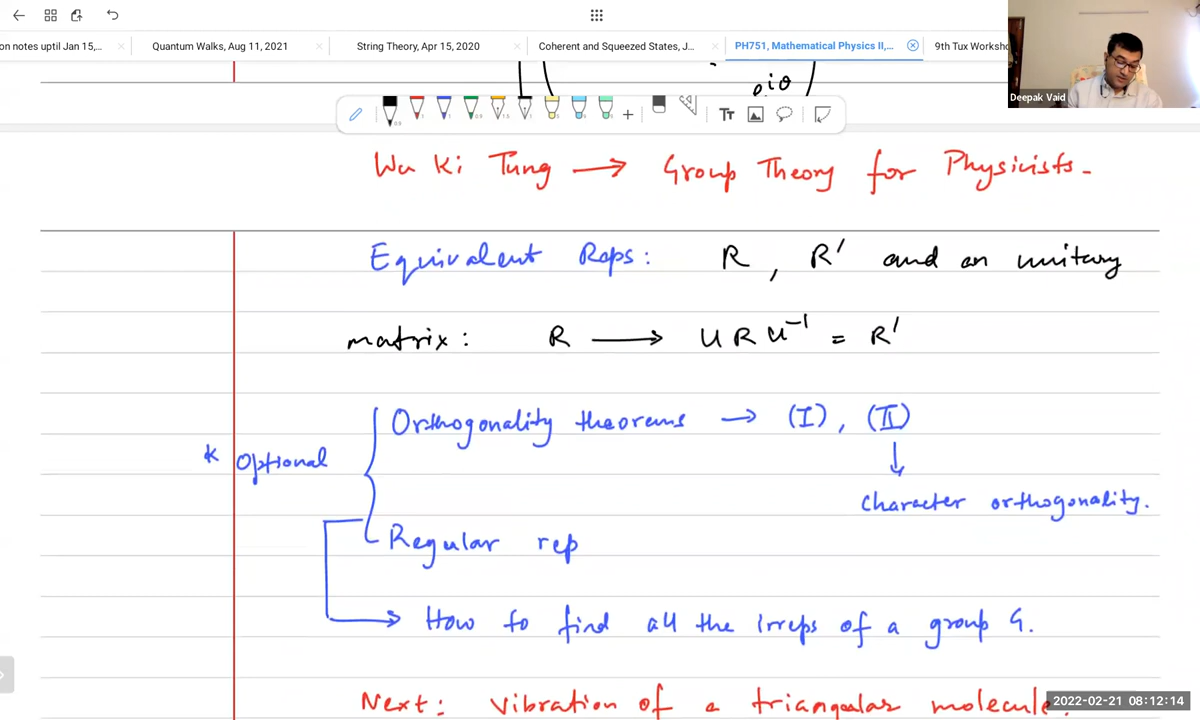 on notes uptil Jan 15,...
Quantum Walks, Aug 11, 2021
String Theory, Apr 15, 2020
Coherent and Squeezed States, J...
PH751, Mathematical Physics II,...
9th Tux Worksho
Deepak Vaid
Tт
Wu Ki Tung → Group Theory for Physicists.
Equivalent Reps: R, R' and an unitary
matrix: R → U R U⁻¹ = R'
Orthogonality theorems → (I), (II)
* Optional
↓
Character orthogonality.
Regular rep
→ How to find all the irreps of a group G.
Next: Vibration of a triangular molecule.
2022-02-21 08:12:14